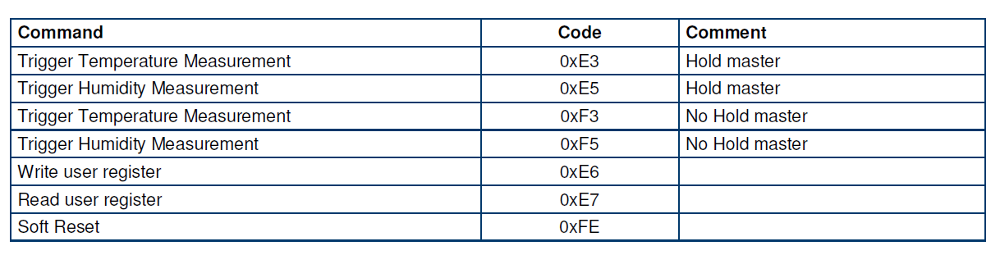 Command Code Comment
Trigger Temperature Measurement 0xE3 Hold master
Trigger Humidity Measurement 0xE5 Hold master
Trigger Temperature Measurement 0xF3 No Hold master
Trigger Humidity Measurement 0xF5 No Hold master
Write user register 0xE6
Read user register 0xE7
Soft Reset 0xFE